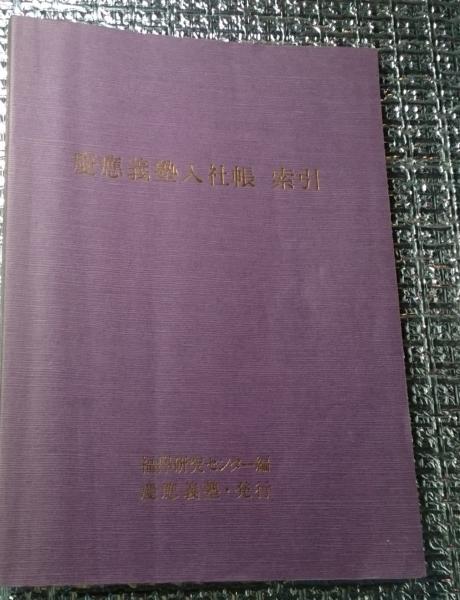 慶應義塾入社帳 索引
福澤研究センター編
慶應義塾・発行